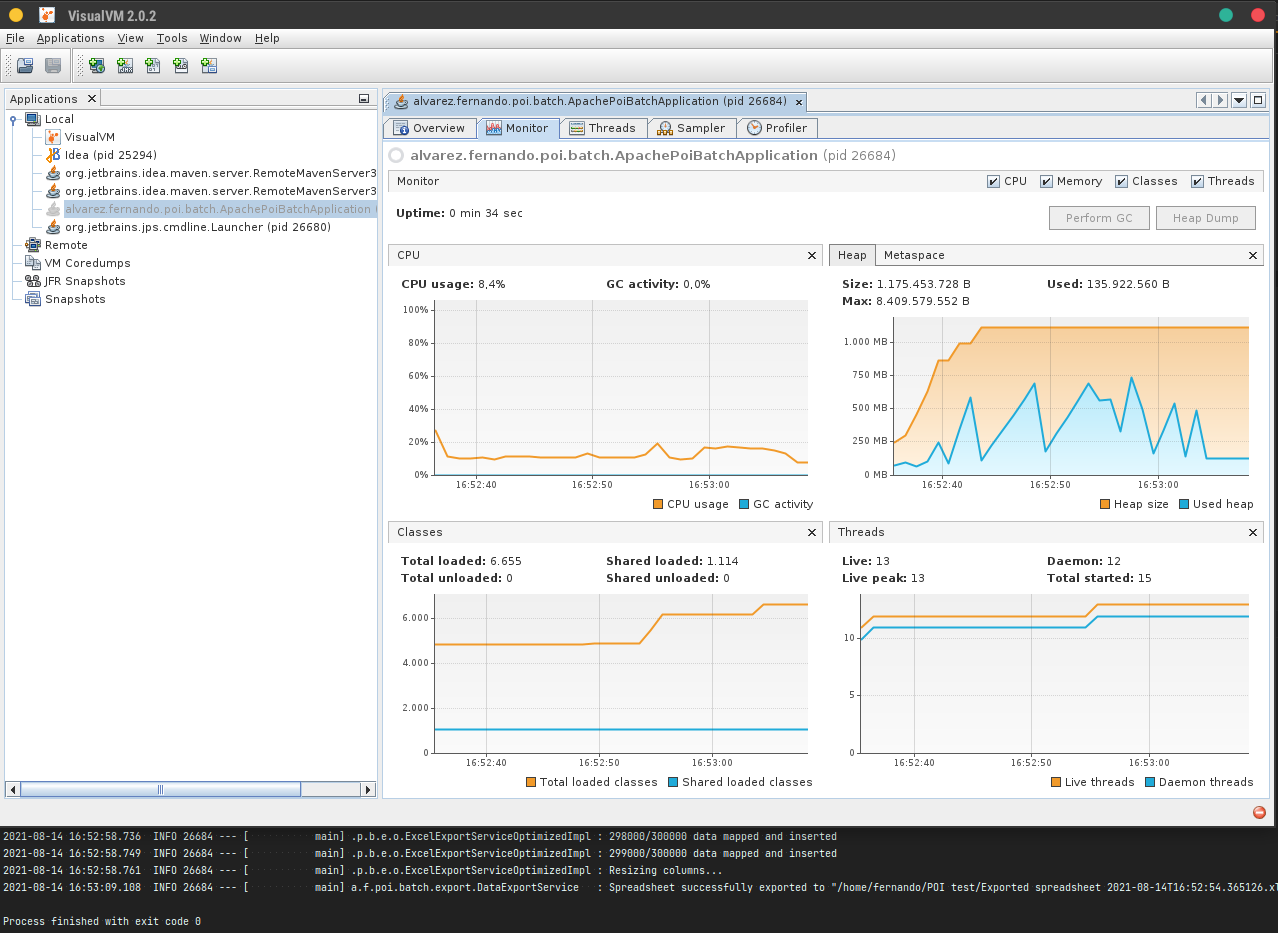 VisualVM 2.0.2
File Applications View Tools Window Help
Applications
Local
VisualVM
Idea (pid 25294)
org.jetbrains.idea.maven.server.RemoteMavenServer3
org.jetbrains.idea.maven.server.RemoteMavenServer3
alvarez.fernando.poi.batch.ApachePoiBatchApplication (
org.jetbrains.jps.cmdline.Launcher (pid 26680)
Remote
VM Coredumps
JFR Snapshots
Snapshots
alvarez.fernando.poi.batch.ApachePoiBatchApplication (pid 26684)
Overview Monitor Threads Sampler Profiler
alvarez.fernando.poi.batch.ApachePoiBatchApplication (pid 26684)
Monitor CPU Memory Classes Threads
Uptime: 0 min 34 sec
Perform GC Heap Dump
CPU
CPU usage: 8,4% GC activity: 0,0%
100%
80%
60%
40%
20%
0%
16:52:40 16:52:50 16:53:00
CPU usage GC activity
Heap Metaspace
Size: 1.175.453.728 B Used: 135.922.560 B
Max: 8.409.579.552 B
1.000 MB
750 MB
500 MB
250 MB
0 MB
16:52:40 16:52:50 16:53:00
Heap size Used heap
Classes
Total loaded: 6.655 Shared loaded: 1.114
Total unloaded: 0 Shared unloaded: 0
6.000
4.000
2.000
0
16:52:40 16:52:50 16:53:00
Total loaded classes Shared loaded classes
Threads
Live: 13 Daemon: 12
Live peak: 13 Total started: 15
10
5
0
16:52:40 16:52:50 16:53:00
Live threads Daemon threads
2021-08-14 16:52:58.736 INFO 26684 --- [ main] .p.b.e.o.ExcelExportServiceOptimizedImpl : 298000/300000 data mapped and inserted
2021-08-14 16:52:58.749 INFO 26684 --- [ main] .p.b.e.o.ExcelExportServiceOptimizedImpl : 299000/300000 data mapped and inserted
2021-08-14 16:52:58.761 INFO 26684 --- [ main] .p.b.e.o.ExcelExportServiceOptimizedImpl : Resizing columns...
2021-08-14 16:53:09.108 INFO 26684 --- [ main] a.f.poi.batch.export.DataExportService : Spreadsheet successfully exported to "/home/fernando/POI test/Exported spreadsheet 2021-08-14T16:52:54.365126.xl
Process finished with exit code 0